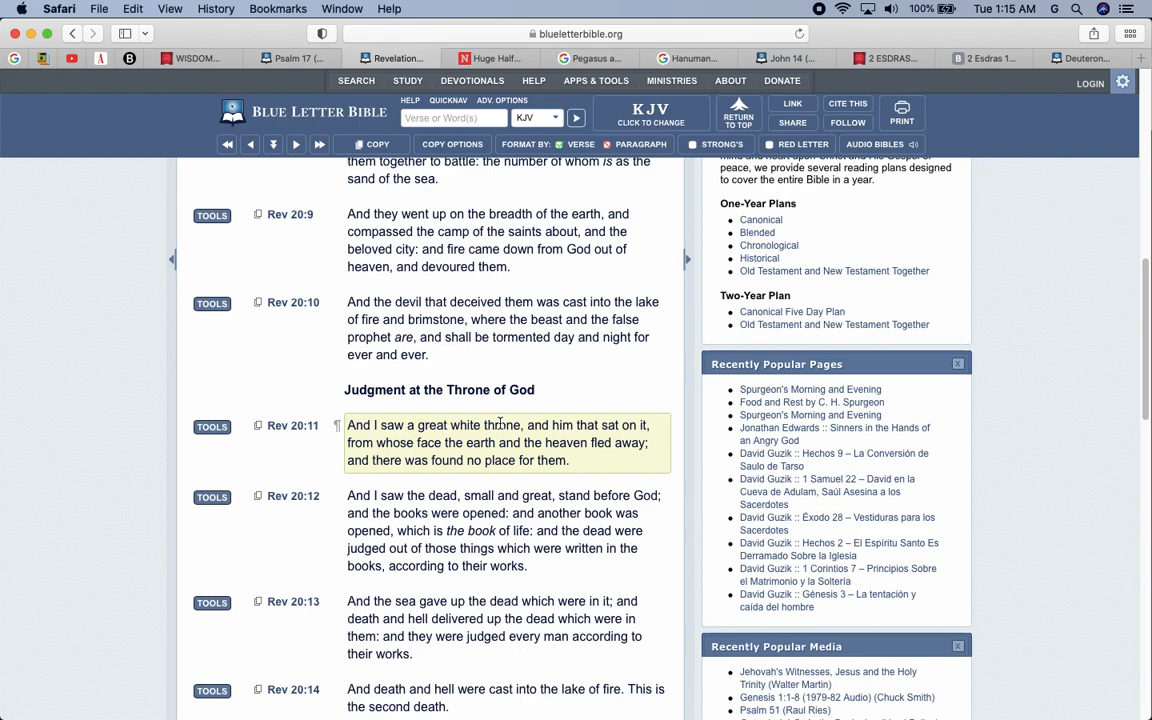 Safari File Edit View History Bookmarks Window Help 100% Tue 1:15 AM G
blueletterbible.org
WISDOM... Psalm 17 (... Revelation... Huge Half... Pegasus a... Hanuman... John 14 (... 2 ESDRAS... 2 Esdras 1... Deuteron...
SEARCH STUDY DEVOTIONALS HELP APPS & TOOLS MINISTRIES ABOUT DONATE LOGIN
BLUE LETTER BIBLE
HELP QUICKNAV ADV. OPTIONS
Verse or Word(s) KJV
KJV
CLICK TO CHANGE
RETURN
TO TOP
LINK CITE THIS
SHARE FOLLOW
PRINT
COPY COPY OPTIONS FORMAT BY: VERSE PARAGRAPH STRONG'S RED LETTER AUDIO BIBLES
them together to battle: the number of whom is as the
sand of the sea.
TOOLS Rev 20:9 And they went up on the breadth of the earth, and
compassed the camp of the saints about, and the
beloved city: and fire came down from God out of
heaven, and devoured them.
TOOLS Rev 20:10 And the devil that deceived them was cast into the lake
of fire and brimstone, where the beast and the false
prophet are, and shall be tormented day and night for
ever and ever.
Judgment at the Throne of God
TOOLS Rev 20:11 ¶ And I saw a great white throne, and him that sat on it,
from whose face the earth and the heaven fled away;
and there was found no place for them.
TOOLS Rev 20:12 And I saw the dead, small and great, stand before God;
and the books were opened: and another book was
opened, which is the book of life: and the dead were
judged out of those things which were written in the
books, according to their works.
TOOLS Rev 20:13 And the sea gave up the dead which were in it; and
death and hell delivered up the dead which were in
them: and they were judged every man according to
their works.
TOOLS Rev 20:14 And death and hell were cast into the lake of fire. This is
the second death.
mind and heart upon Christ and His Gospel of
peace, we provide several reading plans designed
to cover the entire Bible in a year.
One-Year Plans
Canonical
Blended
Chronological
Historical
Old Testament and New Testament Together
Two-Year Plan
Canonical Five Day Plan
Old Testament and New Testament Together
Recently Popular Pages
Spurgeon's Morning and Evening
Food and Rest by C. H. Spurgeon
Spurgeon's Morning and Evening
Jonathan Edwards :: Sinners in the Hands of
an Angry God
David Guzik :: Hechos 9 – La Conversión de
Saulo de Tarso
David Guzik :: 1 Samuel 22 – David en la
Cueva de Adulam, Saúl Asesina a los
Sacerdotes
David Guzik :: Éxodo 28 – Vestiduras para los
Sacerdotes
David Guzik :: Hechos 2 – El Espíritu Santo Es
Derramado Sobre la Iglesia
David Guzik :: 1 Corintios 7 – Principios Sobre
el Matrimonio y la Soltería
David Guzik :: Génesis 3 – La tentación y
caída del hombre
Recently Popular Media
Jehovah's Witnesses, Jesus and the Holy
Trinity (Walter Martin)
Genesis 1:1-8 (1979-82 Audio) (Chuck Smith)
Psalm 51 (Raul Ries)